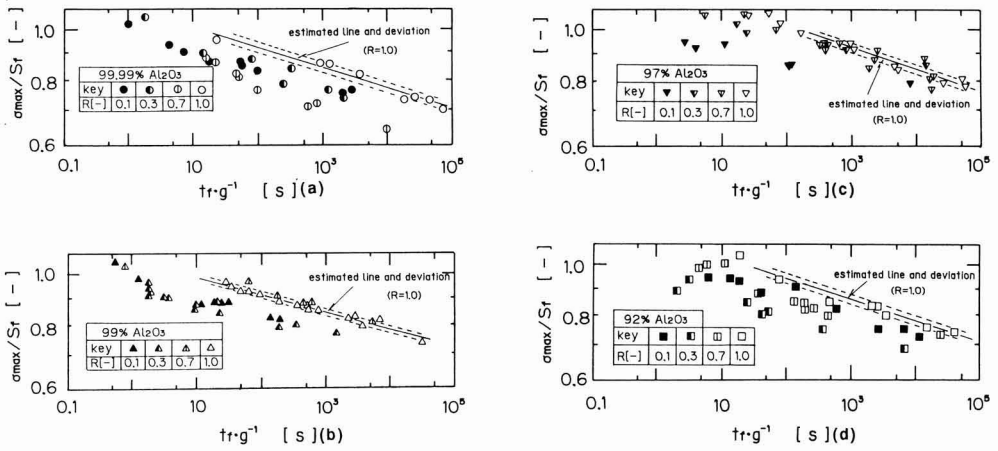 σmax/Sf [-]
1.0
0.8
0.6
estimated line and deviation
(R=1.0)
99.99% Al2O3
key
R[-] 0.1 0.3 0.7 1.0
0.1 10 10³ 10⁵
tf·g⁻¹ [s](a)
σmax/Sf [-]
1.0
0.8
0.6
estimated line and deviation
(R=1.0)
99% Al2O3
key
R[-] 0.1 0.3 0.7 1.0
0.1 10 10³ 10⁵
tf·g⁻¹ [s](b)
σmax/Sf [-]
1.0
0.8
0.6
97% Al2O3
key
R[-] 0.1 0.3 0.7 1.0
estimated line and deviation
(R=1.0)
0.1 10 10³ 10⁵
tf·g⁻¹ [s](c)
σmax/Sf [-]
1.0
0.8
0.6
estimated line and deviation
(R=1.0)
92% Al2O3
key
R[-] 0.1 0.3 0.7 1.0
0.1 10 10³ 10⁵
tf·g⁻¹ [s](d)